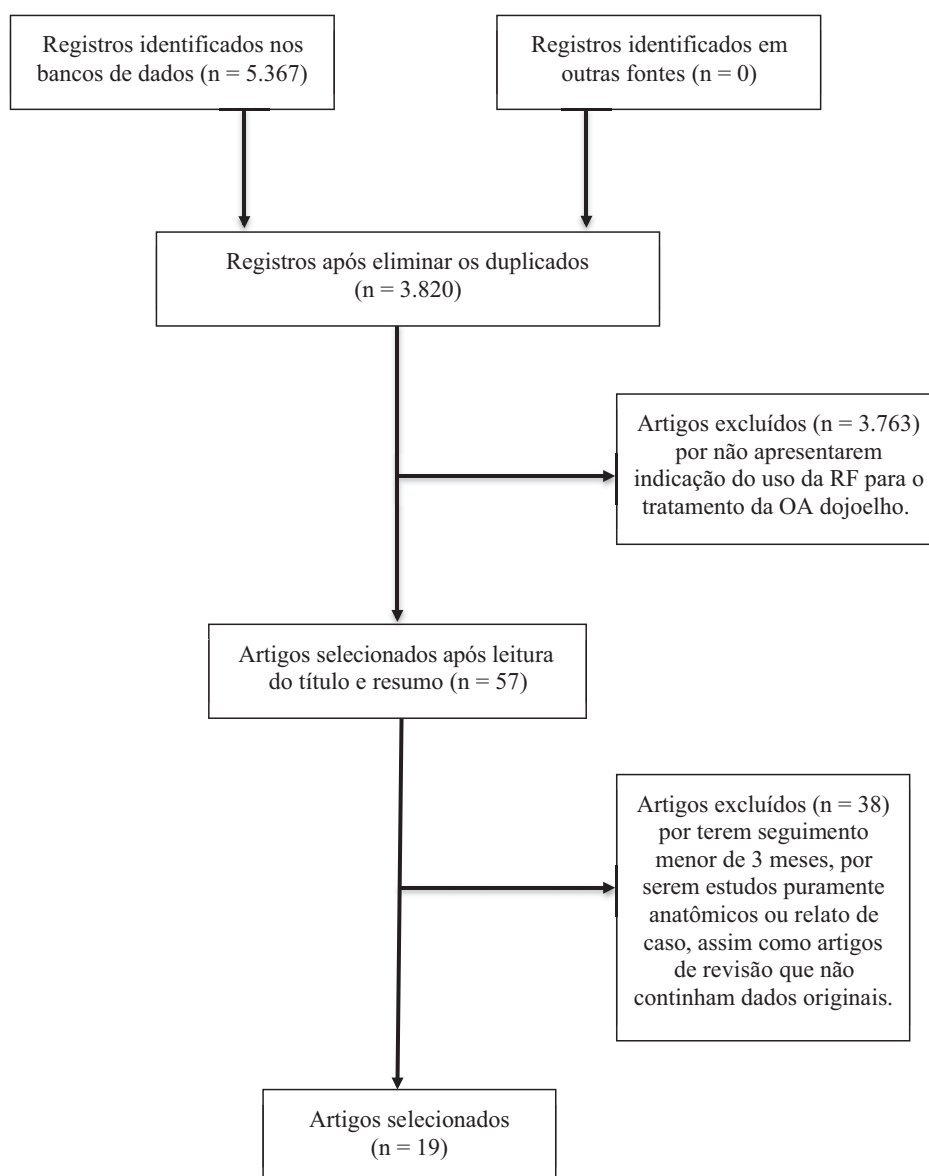 Registros identificados nos
bancos de dados (n = 5.367)
Registros identificados em
outras fontes (n = 0)
Registros após eliminar os duplicados
(n = 3.820)
Artigos excluídos (n = 3.763)
por não apresentarem
indicação do uso da RF para o
tratamento da OA dojoelho.
Artigos selecionados após leitura
do título e resumo (n = 57)
Artigos excluídos (n = 38)
por terem seguimento
menor de 3 meses, por
serem estudos puramente
anatômicos ou relato de
caso, assim como artigos
de revisão que não
continham dados originais.
Artigos selecionados
(n = 19)